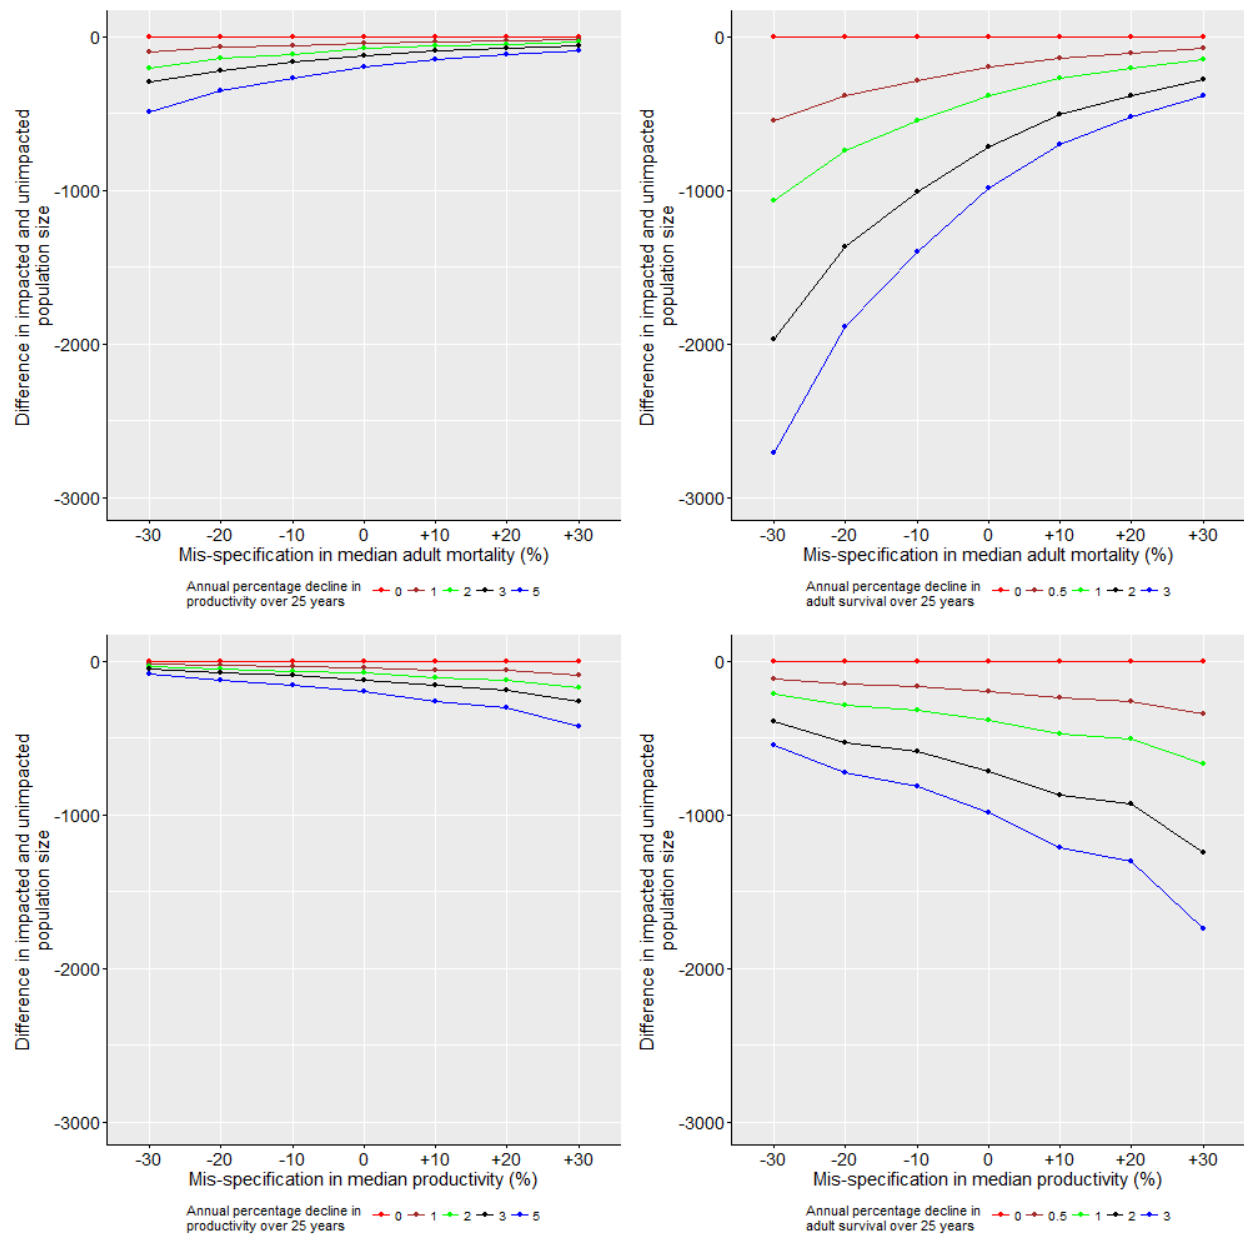 Difference in impacted and unimpacted
population size
0
-1000
-2000
-3000
-30 -20 -10 0 +10 +20 +30
Mis-specification in median adult mortality (%)
Annual percentage decline in
productivity over 25 years
0 1 2 3 5
Difference in impacted and unimpacted
population size
0
-1000
-2000
-3000
-30 -20 -10 0 +10 +20 +30
Mis-specification in median adult mortality (%)
Annual percentage decline in
adult survival over 25 years
0 0.5 1 2 3
Difference in impacted and unimpacted
population size
0
-1000
-2000
-3000
-30 -20 -10 0 +10 +20 +30
Mis-specification in median productivity (%)
Annual percentage decline in
productivity over 25 years
0 1 2 3 5
Difference in impacted and unimpacted
population size
0
-1000
-2000
-3000
-30 -20 -10 0 +10 +20 +30
Mis-specification in median productivity (%)
Annual percentage decline in
adult survival over 25 years
0 0.5 1 2 3